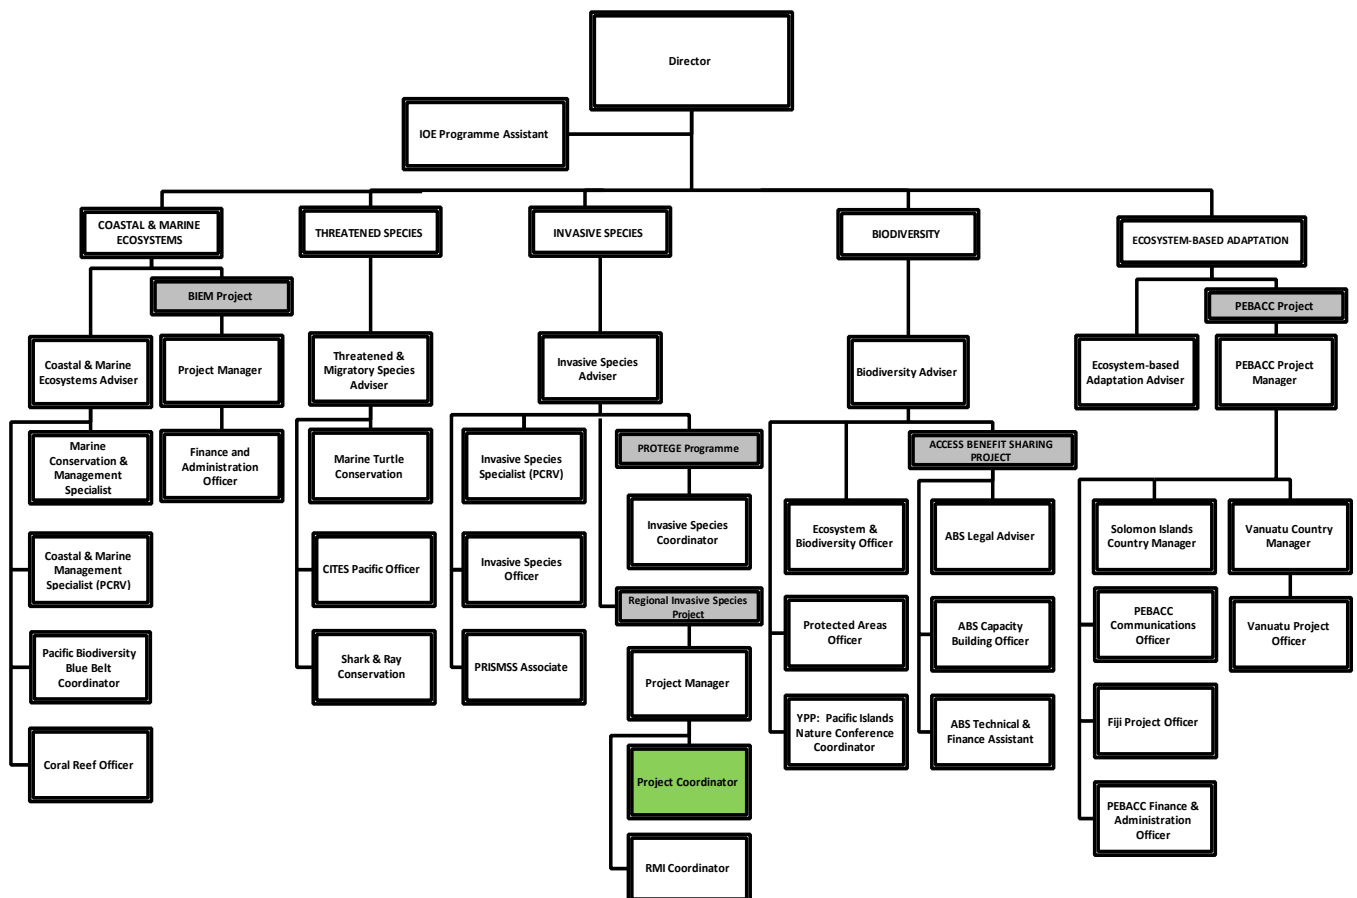 Director
IOE Programme Assistant
COASTAL & MARINE
ECOSYSTEMS
THREATENED SPECIES
INVASIVE SPECIES
BIODIVERSITY
ECOSYSTEM-BASED ADAPTATION
BIEM Project
PEBACC Project
Coastal & Marine
Ecosystems Adviser
Project Manager
Threatened &
Migratory Species
Adviser
Invasive Species
Adviser
Biodiversity Adviser
Ecosystem-based
Adaptation Adviser
PEBACC Project
Manager
Marine
Conservation &
Management
Specialist
Finance and
Administration
Officer
Marine Turtle
Conservation
Invasive Species
Specialist (PCRV)
PROTEGE Programme
ACCESS BENEFIT SHARING
PROJECT
Invasive Species
Coordinator
Ecosystem &
Biodiversity Officer
ABS Legal Adviser
Solomon Islands
Country Manager
Vanuatu Country
Manager
Coastal & Marine
Management
Specialist (PCRV)
CITES Pacific Officer
Invasive Species
Officer
Regional Invasive Species
Project
Protected Areas
Officer
ABS Capacity
Building Officer
PEBACC
Communications
Officer
Vanuatu Project Officer
Pacific Biodiversity
Blue Belt
Coordinator
Shark & Ray
Conservation
PRISMSS Associate
Project Manager
YPP:  Pacific Islands
Nature Conference
Coordinator
ABS Technical &
Finance Assistant
Fiji Project Officer
Coral Reef Officer
Project Coordinator
PEBACC Finance &
Administration
Officer
RMI Coordinator